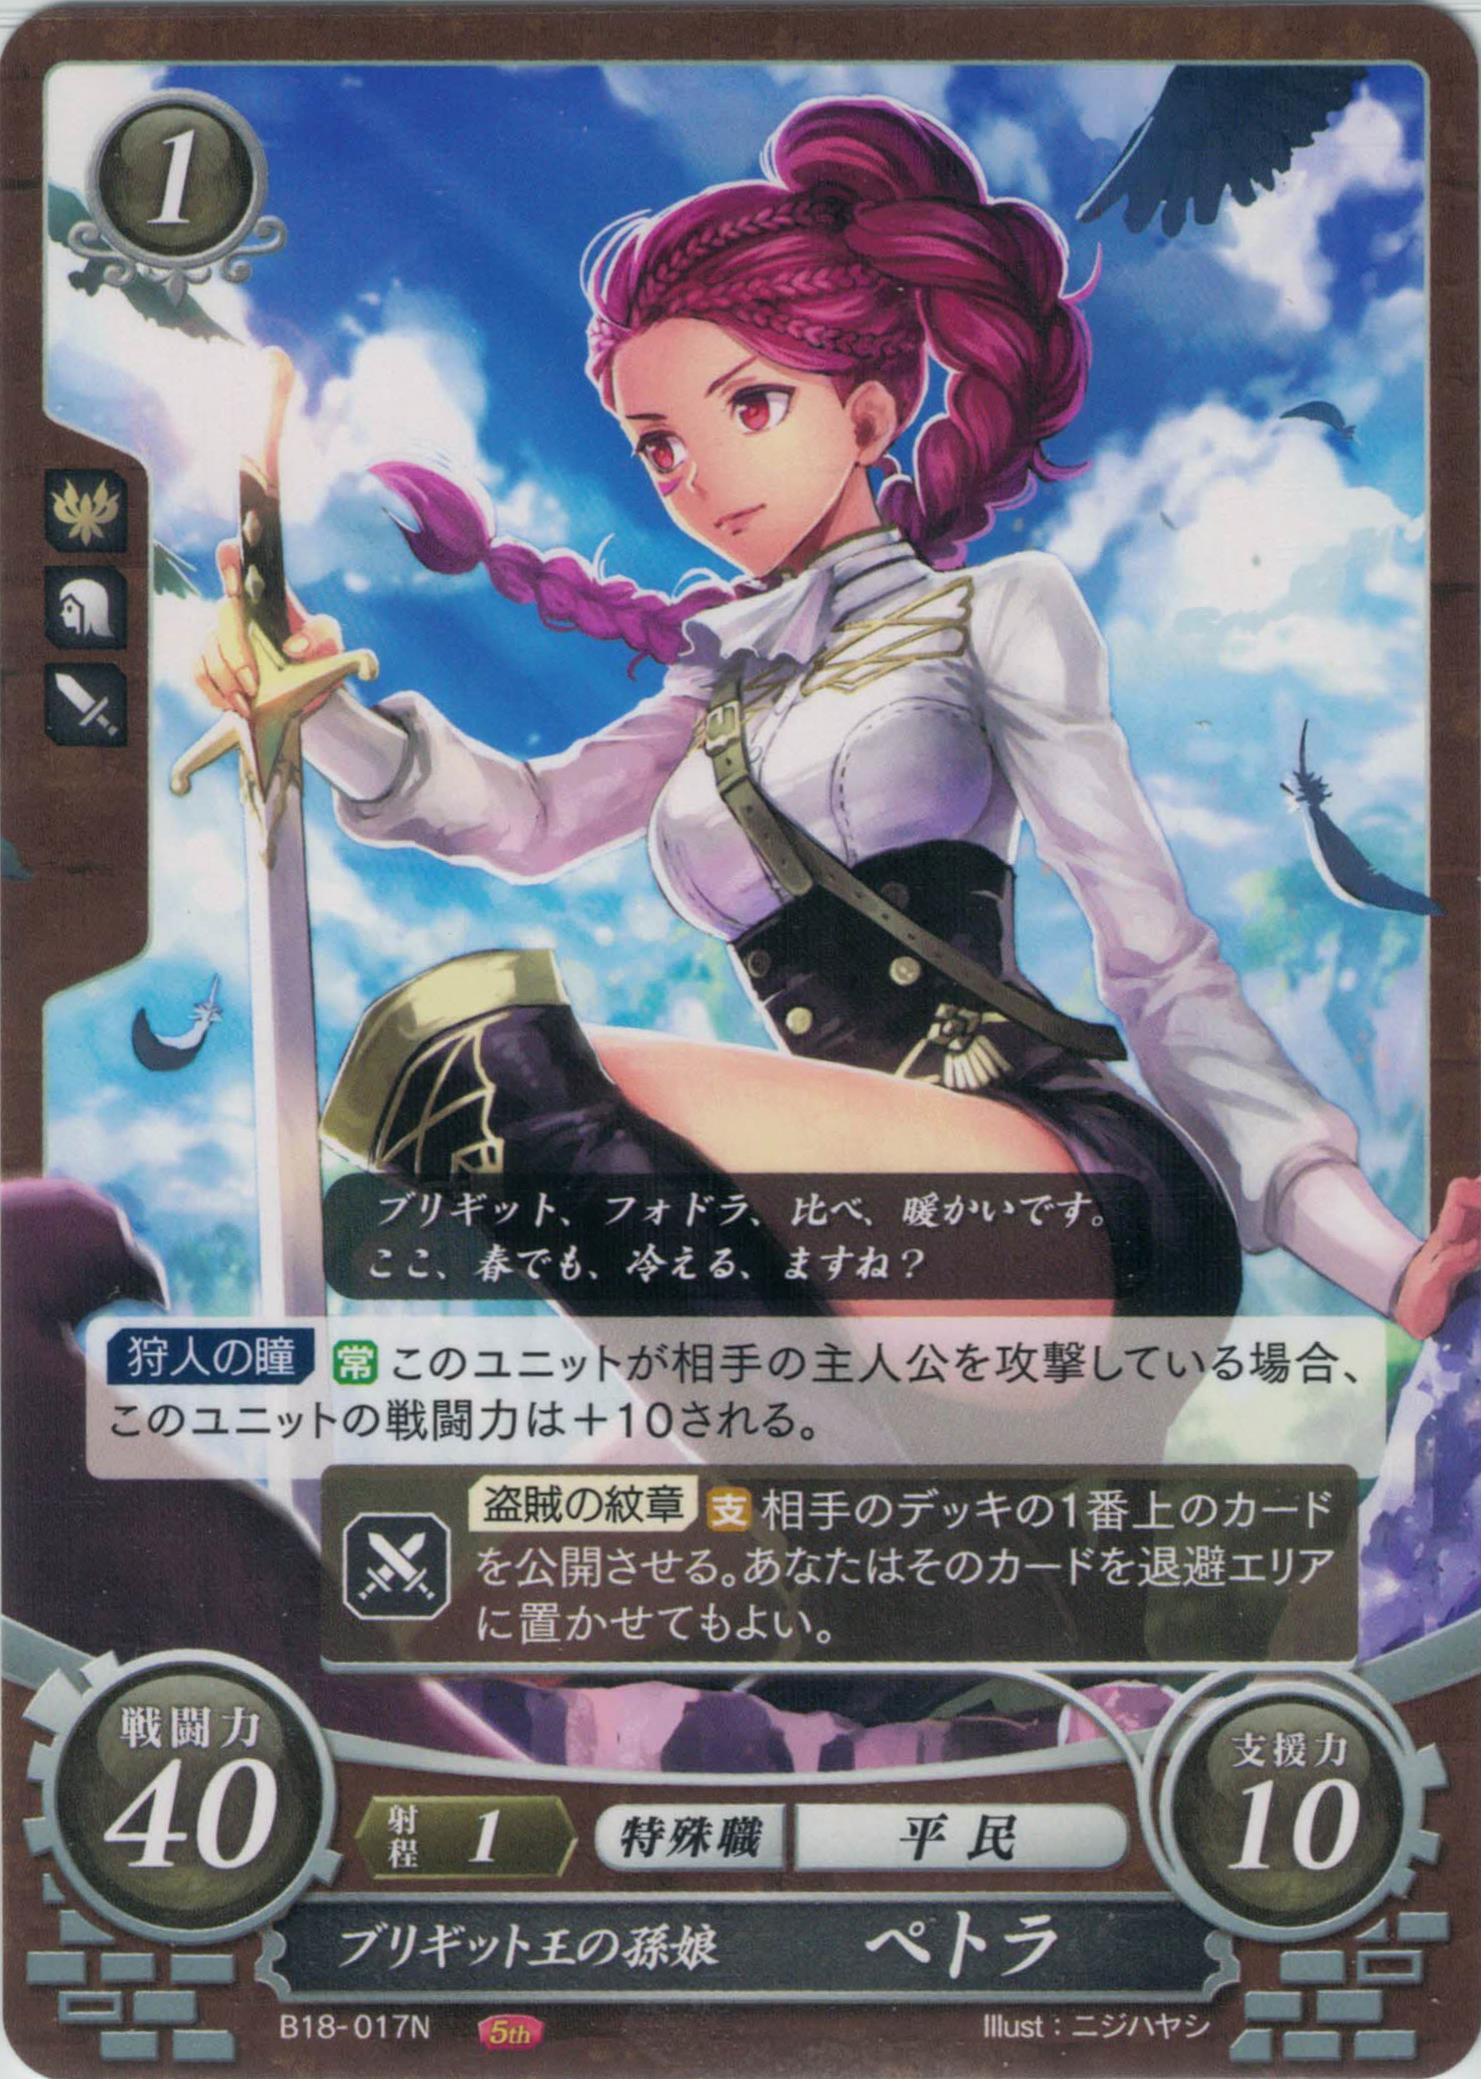 1
ブリギット、フォドラ、比べ、暖かいです。
ここ、春でも、冷える、ますね？
狩人の瞳 常 このユニットが相手の主人公を攻撃している場合、
このユニットの戦闘力は＋10される。
盗賊の紋章 支 相手のデッキの1番上のカード
を公開させる。あなたはそのカードを退避エリア
に置かせてもよい。
戦闘力
40
射程 1
特殊職 平民
支援力
10
ブリギット王の孫娘 ペトラ
B18-017N 5th Illust：ニジハヤシ